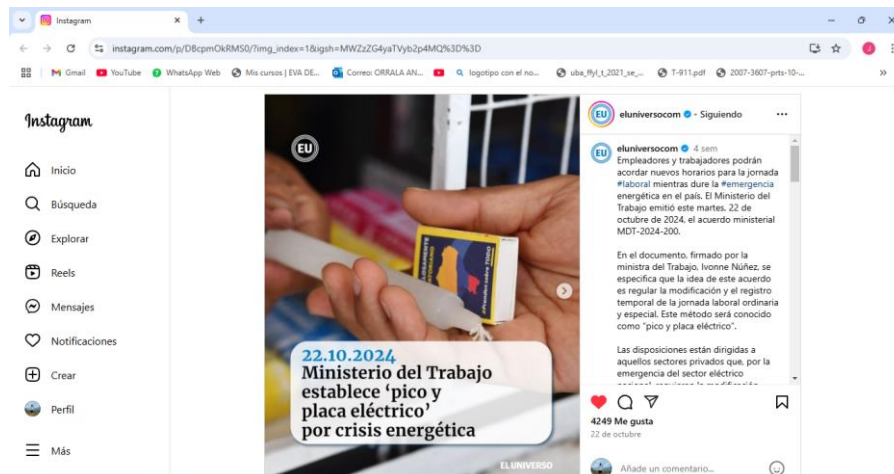 Instagram
instagram.com/p/DBcpmOkRMS0/?img_index=1&igsh=MWZzZG4yaTVyb2p4MQ%3D%3D
Gmail
YouTube
WhatsApp Web
Mis cursos | EVA DE...
Correo: ORRALA AN...
logotipo con el no...
uba_ffyl_t_2021_se_...
T-911.pdf
2007-3607-prts-10-...
Instagram
Inicio
Búsqueda
Explorar
Reels
Mensajes
Notificaciones
Crear
Perfil
Más
EU
22.10.2024
Ministerio del Trabajo
establece ‘pico y
placa eléctrico’
por crisis energética
EL UNIVERSO
EU
eluniversocom - Siguiendo
EU
eluniversocom 4 sem
Empleadores y trabajadores podrán
acordar nuevos horarios para la jornada
#laboral mientras dure la #emergencia
energética en el país. El Ministerio del
Trabajo emitió este martes, 22 de
octubre de 2024, el acuerdo ministerial
MDT-2024-200.
En el documento, firmado por la
ministra del Trabajo, Ivonne Núñez, se
especifica que la idea de este acuerdo
es regular la modificación y el registro
temporal de la jornada laboral ordinaria
y especial. Este método será conocido
como “pico y placa eléctrico”.
Las disposiciones están dirigidas a
aquellos sectores privados que, por la
emergencia del sector eléctrico
4249 Me gusta
22 de octubre
Añade un comentario...